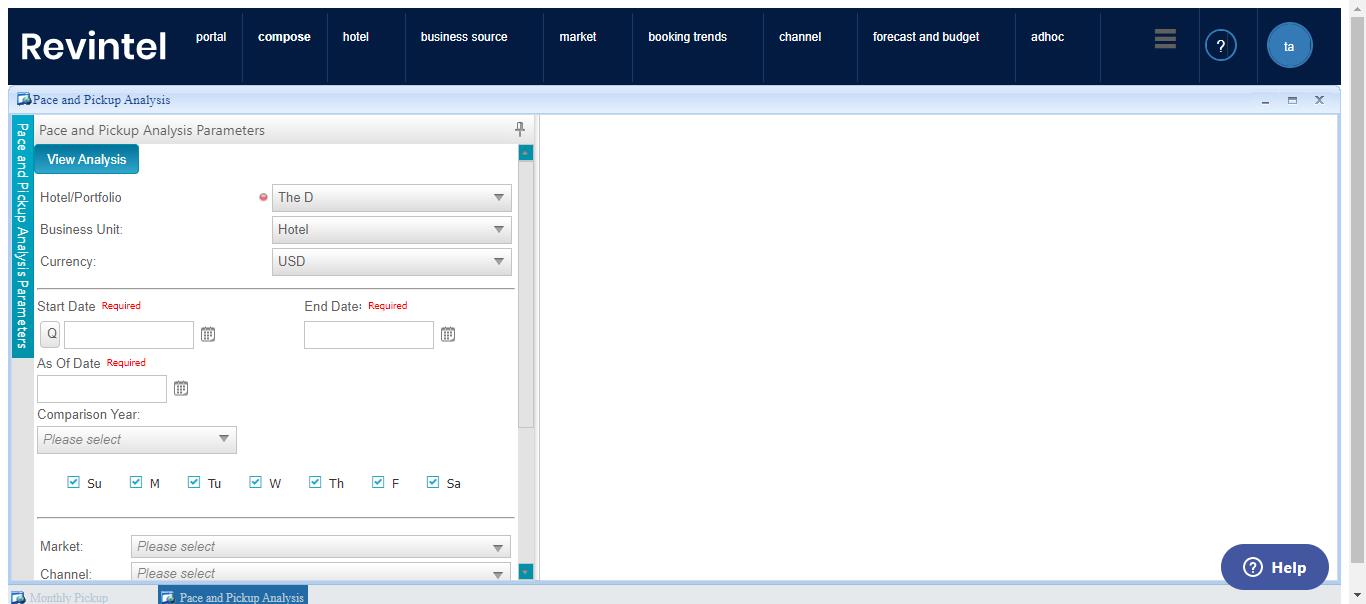 Revintel portal compose hotel business source market booking trends channel forecast and budget adhoc ? ta
Pace and Pickup Analysis
Pace and Pickup Analysis Parameters
Pace and Pickup Analysis Parameters
View Analysis
Hotel/Portfolio The D
Business Unit: Hotel
Currency: USD
Start Date Required End Date: Required
Q
As Of Date Required
Comparison Year:
Please select
Su M Tu W Th F Sa
Market: Please select
Channel: Please select
? Help
Monthly Pickup Pace and Pickup Analysis